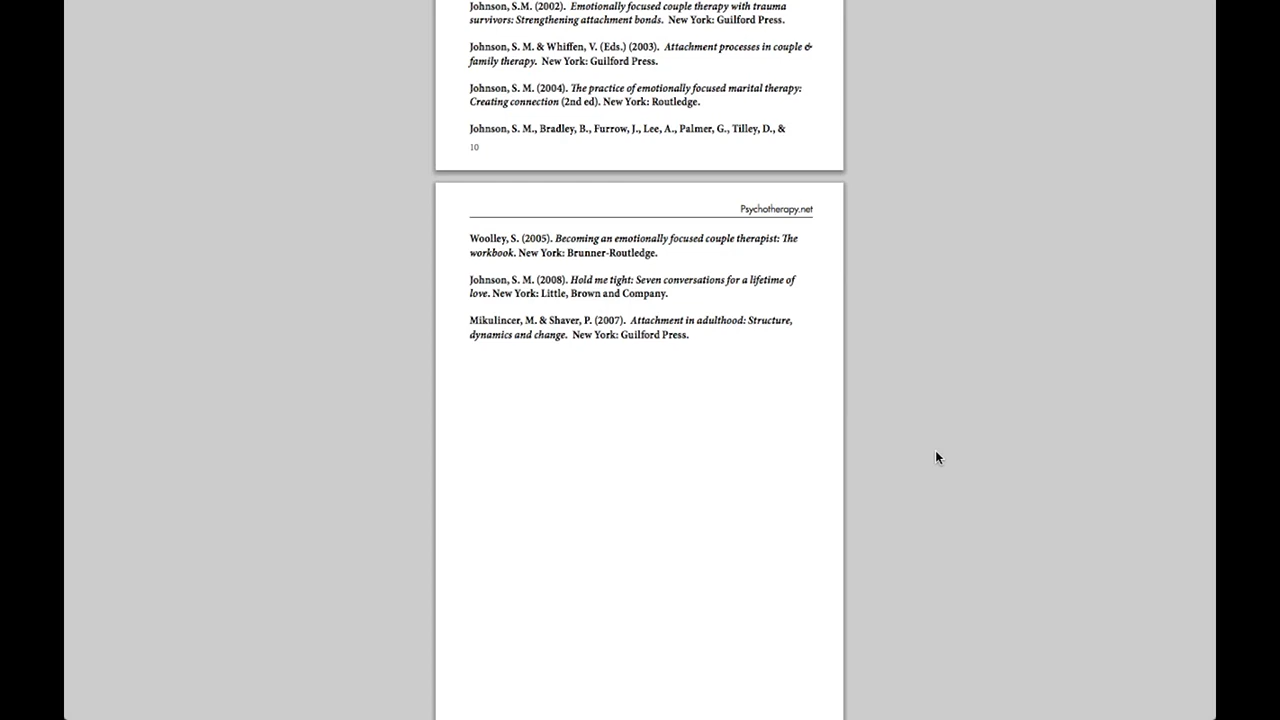 Johnson, S.M. (2002). Emotionally focused couple therapy with trauma
survivors: Strengthening attachment bonds. New York: Guilford Press.
Johnson, S. M. & Whiffen, V. (Eds.) (2003). Attachment processes in couple &
family therapy. New York: Guilford Press.
Johnson, S. M. (2004). The practice of emotionally focused marital therapy:
Creating connection (2nd ed). New York: Routledge.
Johnson, S. M., Bradley, B., Furrow, J., Lee, A., Palmer, G., Tilley, D., &
10
Psychotherapy.net
Woolley, S. (2005). Becoming an emotionally focused couple therapist: The
workbook. New York: Brunner-Routledge.
Johnson, S. M. (2008). Hold me tight: Seven conversations for a lifetime of
love. New York: Little, Brown and Company.
Mikulincer, M. & Shaver, P. (2007). Attachment in adulthood: Structure,
dynamics and change. New York: Guilford Press.